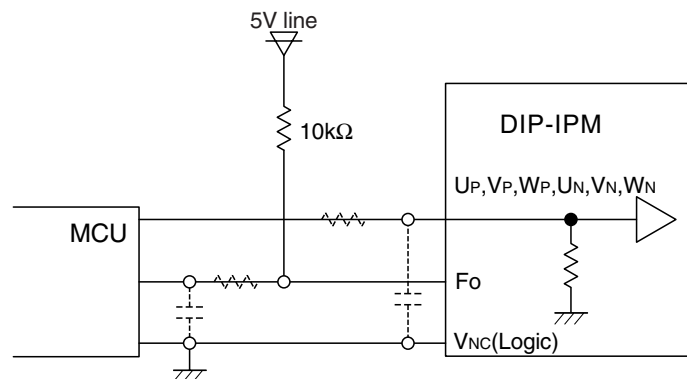 5V line
10kΩ
DIP-IPM
UP,VP,WP,UN,VN,WN
MCU
Fo
VNC(Logic)